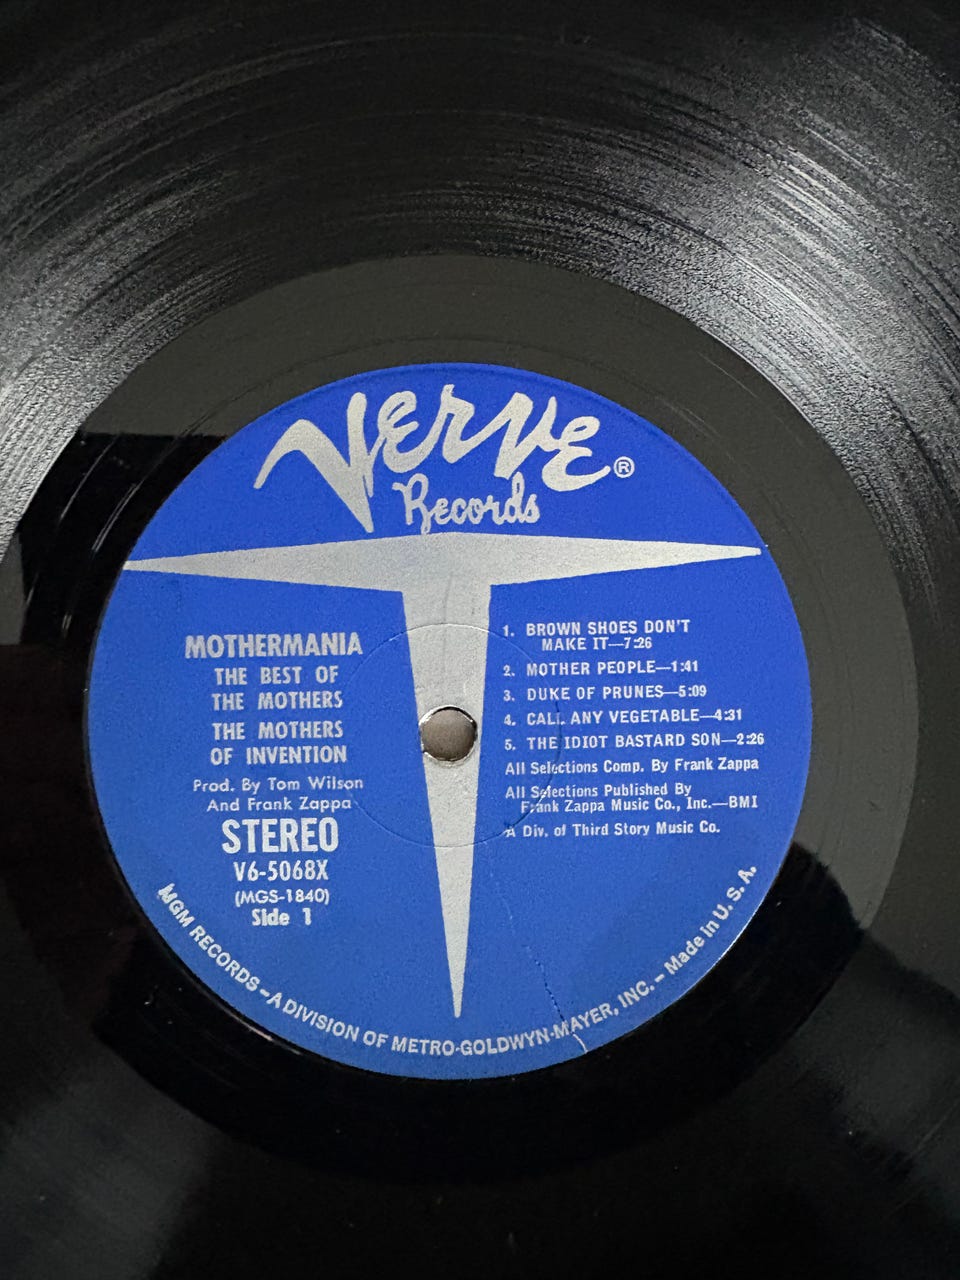 Verve ®
Records
MOTHERMANIA
THE BEST OF
THE MOTHERS
THE MOTHERS
OF INVENTION
Prod. By Tom Wilson
And Frank Zappa
STEREO
V6-5068X
(MGS-1840)
Side 1
1. BROWN SHOES DON'T
MAKE IT—7:26
2. MOTHER PEOPLE—1:41
3. DUKE OF PRUNES—5:09
4. CALL ANY VEGETABLE—4:31
5. THE IDIOT BASTARD SON—2:26
All Selections Comp. By Frank Zappa
All Selections Published By
Frank Zappa Music Co., Inc.—BMI
A Div. of Third Story Music Co.
MGM RECORDS – A DIVISION OF METRO-GOLDWYN-MAYER, INC. – Made in U.S.A.